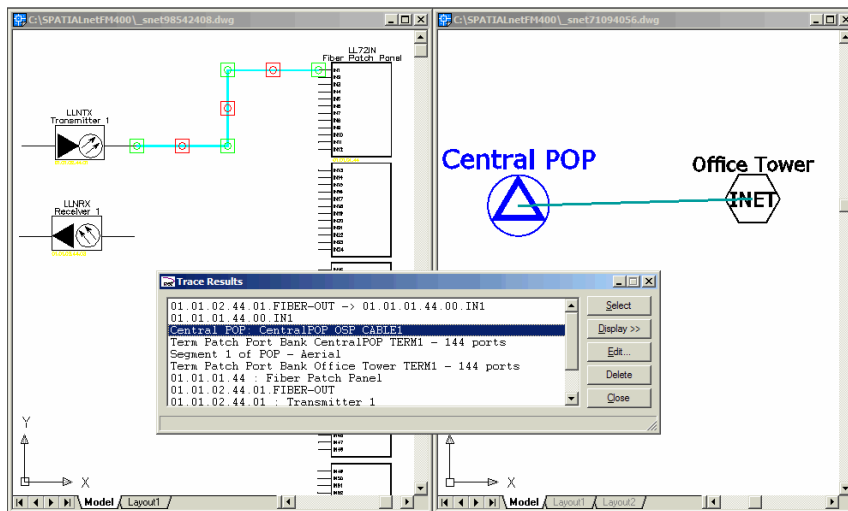 C:\SPATIALnetFM400\_snet98542408.dwg
C:\SPATIALnetFM400\_snet71094056.dwg
LL72IN
Fiber Patch Panel
LLNTX
Transmitter 1
LLNRX
Receiver 1
Central POP
Office Tower
INET
Trace Results
01.01.02.44.01.FIBER-OUT -> 01.01.01.44.00.IN1
01.01.01.44.00.IN1
Central POP: CentralPOP OSP CABLE1
Term Patch Port Bank CentralPOP TERM1 - 144 ports
Segment 1 of POP - Aerial
Term Patch Port Bank Office Tower TERM1 - 144 ports
01.01.01.44 : Fiber Patch Panel
01.01.02.44.01.FIBER-OUT
01.01.02.44.01 : Transmitter 1
Select
Display >>
Edit...
Delete
Close
Y
X
X
Model
Layout1
Model
Layout1
Layout2